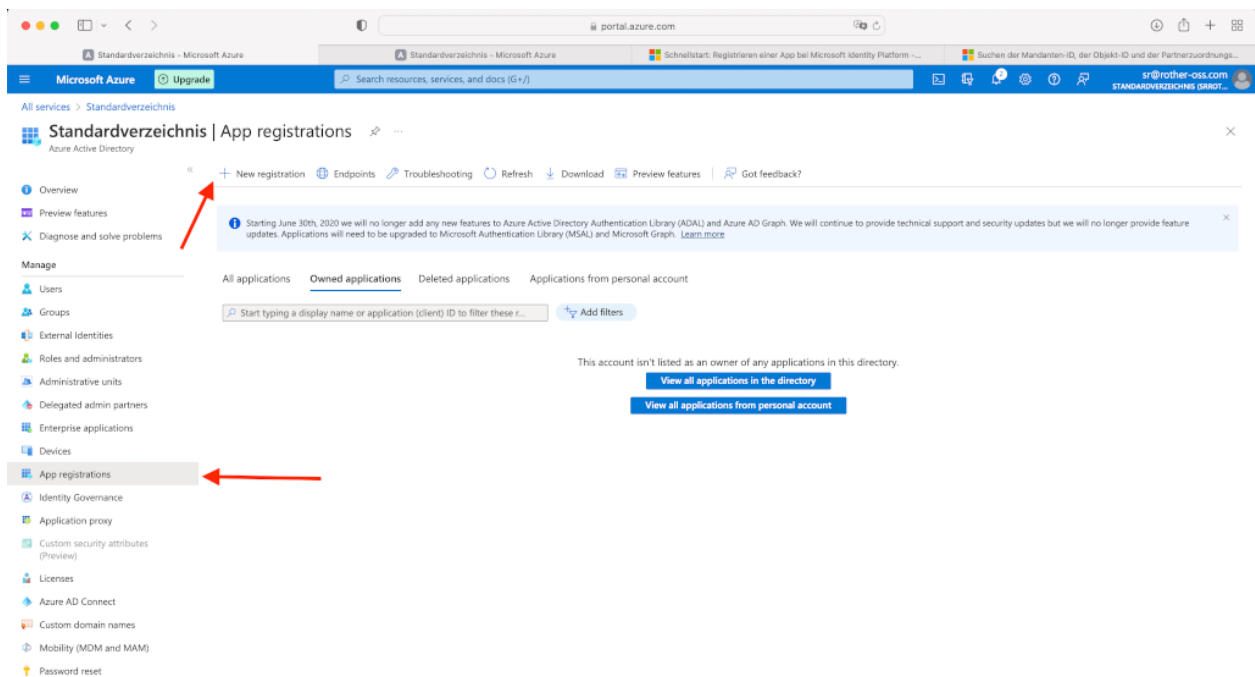 portal.azure.com
Standardverzeichnis - Microsoft Azure
Standardverzeichnis - Microsoft Azure
Schnellstart: Registrieren einer App bei Microsoft Identity Platform -...
Suchen der Mandanten-ID, der Objekt-ID und der Partnerzuordnungs...
Microsoft Azure
Upgrade
Search resources, services, and docs (G+/)
sr@rother-oss.com
STANDARDVERZEICHNIS (SRROT...
All services > Standardverzeichnis
Standardverzeichnis | App registrations
Azure Active Directory
New registration
Endpoints
Troubleshooting
Refresh
Download
Preview features
Got feedback?
Overview
Preview features
Diagnose and solve problems
Manage
Users
Groups
External Identities
Roles and administrators
Administrative units
Delegated admin partners
Enterprise applications
Devices
App registrations
Identity Governance
Application proxy
Custom security attributes
(Preview)
Licenses
Azure AD Connect
Custom domain names
Mobility (MDM and MAM)
Password reset
Starting June 30th, 2020 we will no longer add any new features to Azure Active Directory Authentication Library (ADAL) and Azure AD Graph. We will continue to provide technical support and security updates but we will no longer provide feature
updates. Applications will need to be upgraded to Microsoft Authentication Library (MSAL) and Microsoft Graph. Learn more
All applications
Owned applications
Deleted applications
Applications from personal account
Start typing a display name or application (client) ID to filter these r...
Add filters
This account isn't listed as an owner of any applications in this directory.
View all applications in the directory
View all applications from personal account